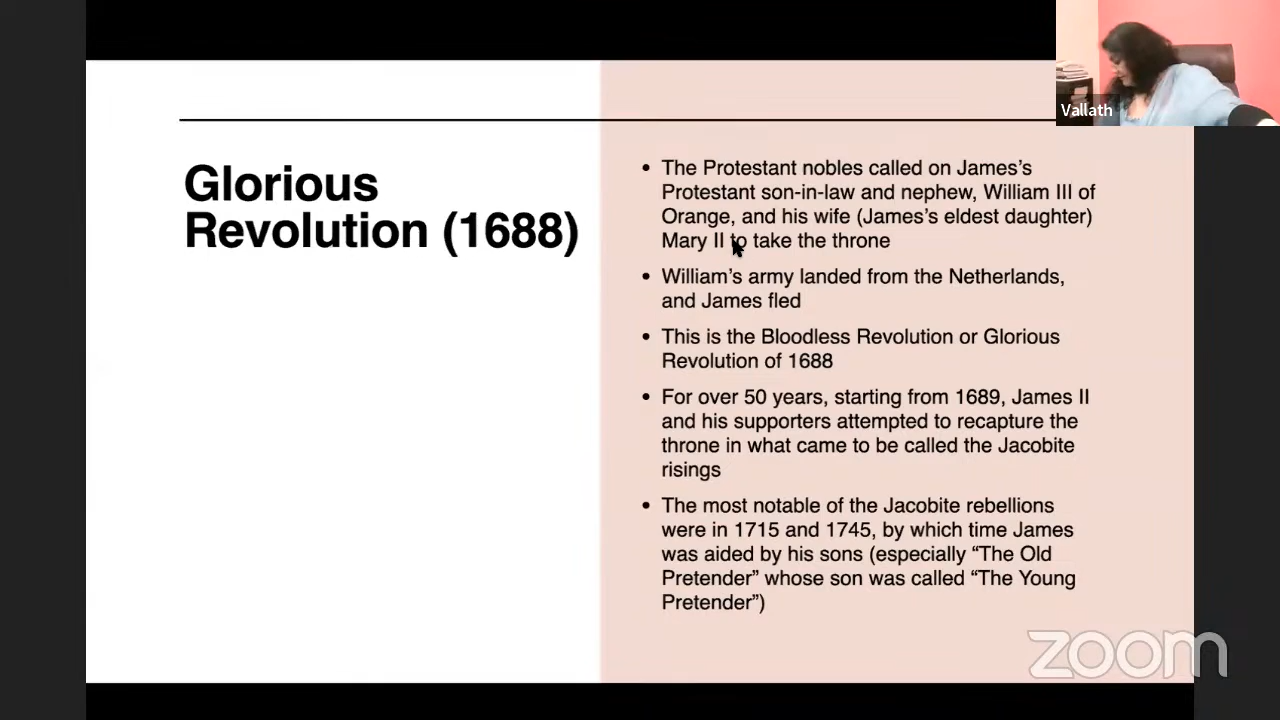 Vallath
Glorious
Revolution (1688)
• The Protestant nobles called on James’s
Protestant son-in-law and nephew, William III of
Orange, and his wife (James’s eldest daughter)
Mary II to take the throne
• William’s army landed from the Netherlands,
and James fled
• This is the Bloodless Revolution or Glorious
Revolution of 1688
• For over 50 years, starting from 1689, James II
and his supporters attempted to recapture the
throne in what came to be called the Jacobite
risings
• The most notable of the Jacobite rebellions
were in 1715 and 1745, by which time James
was aided by his sons (especially “The Old
Pretender” whose son was called “The Young
Pretender”)
zoom